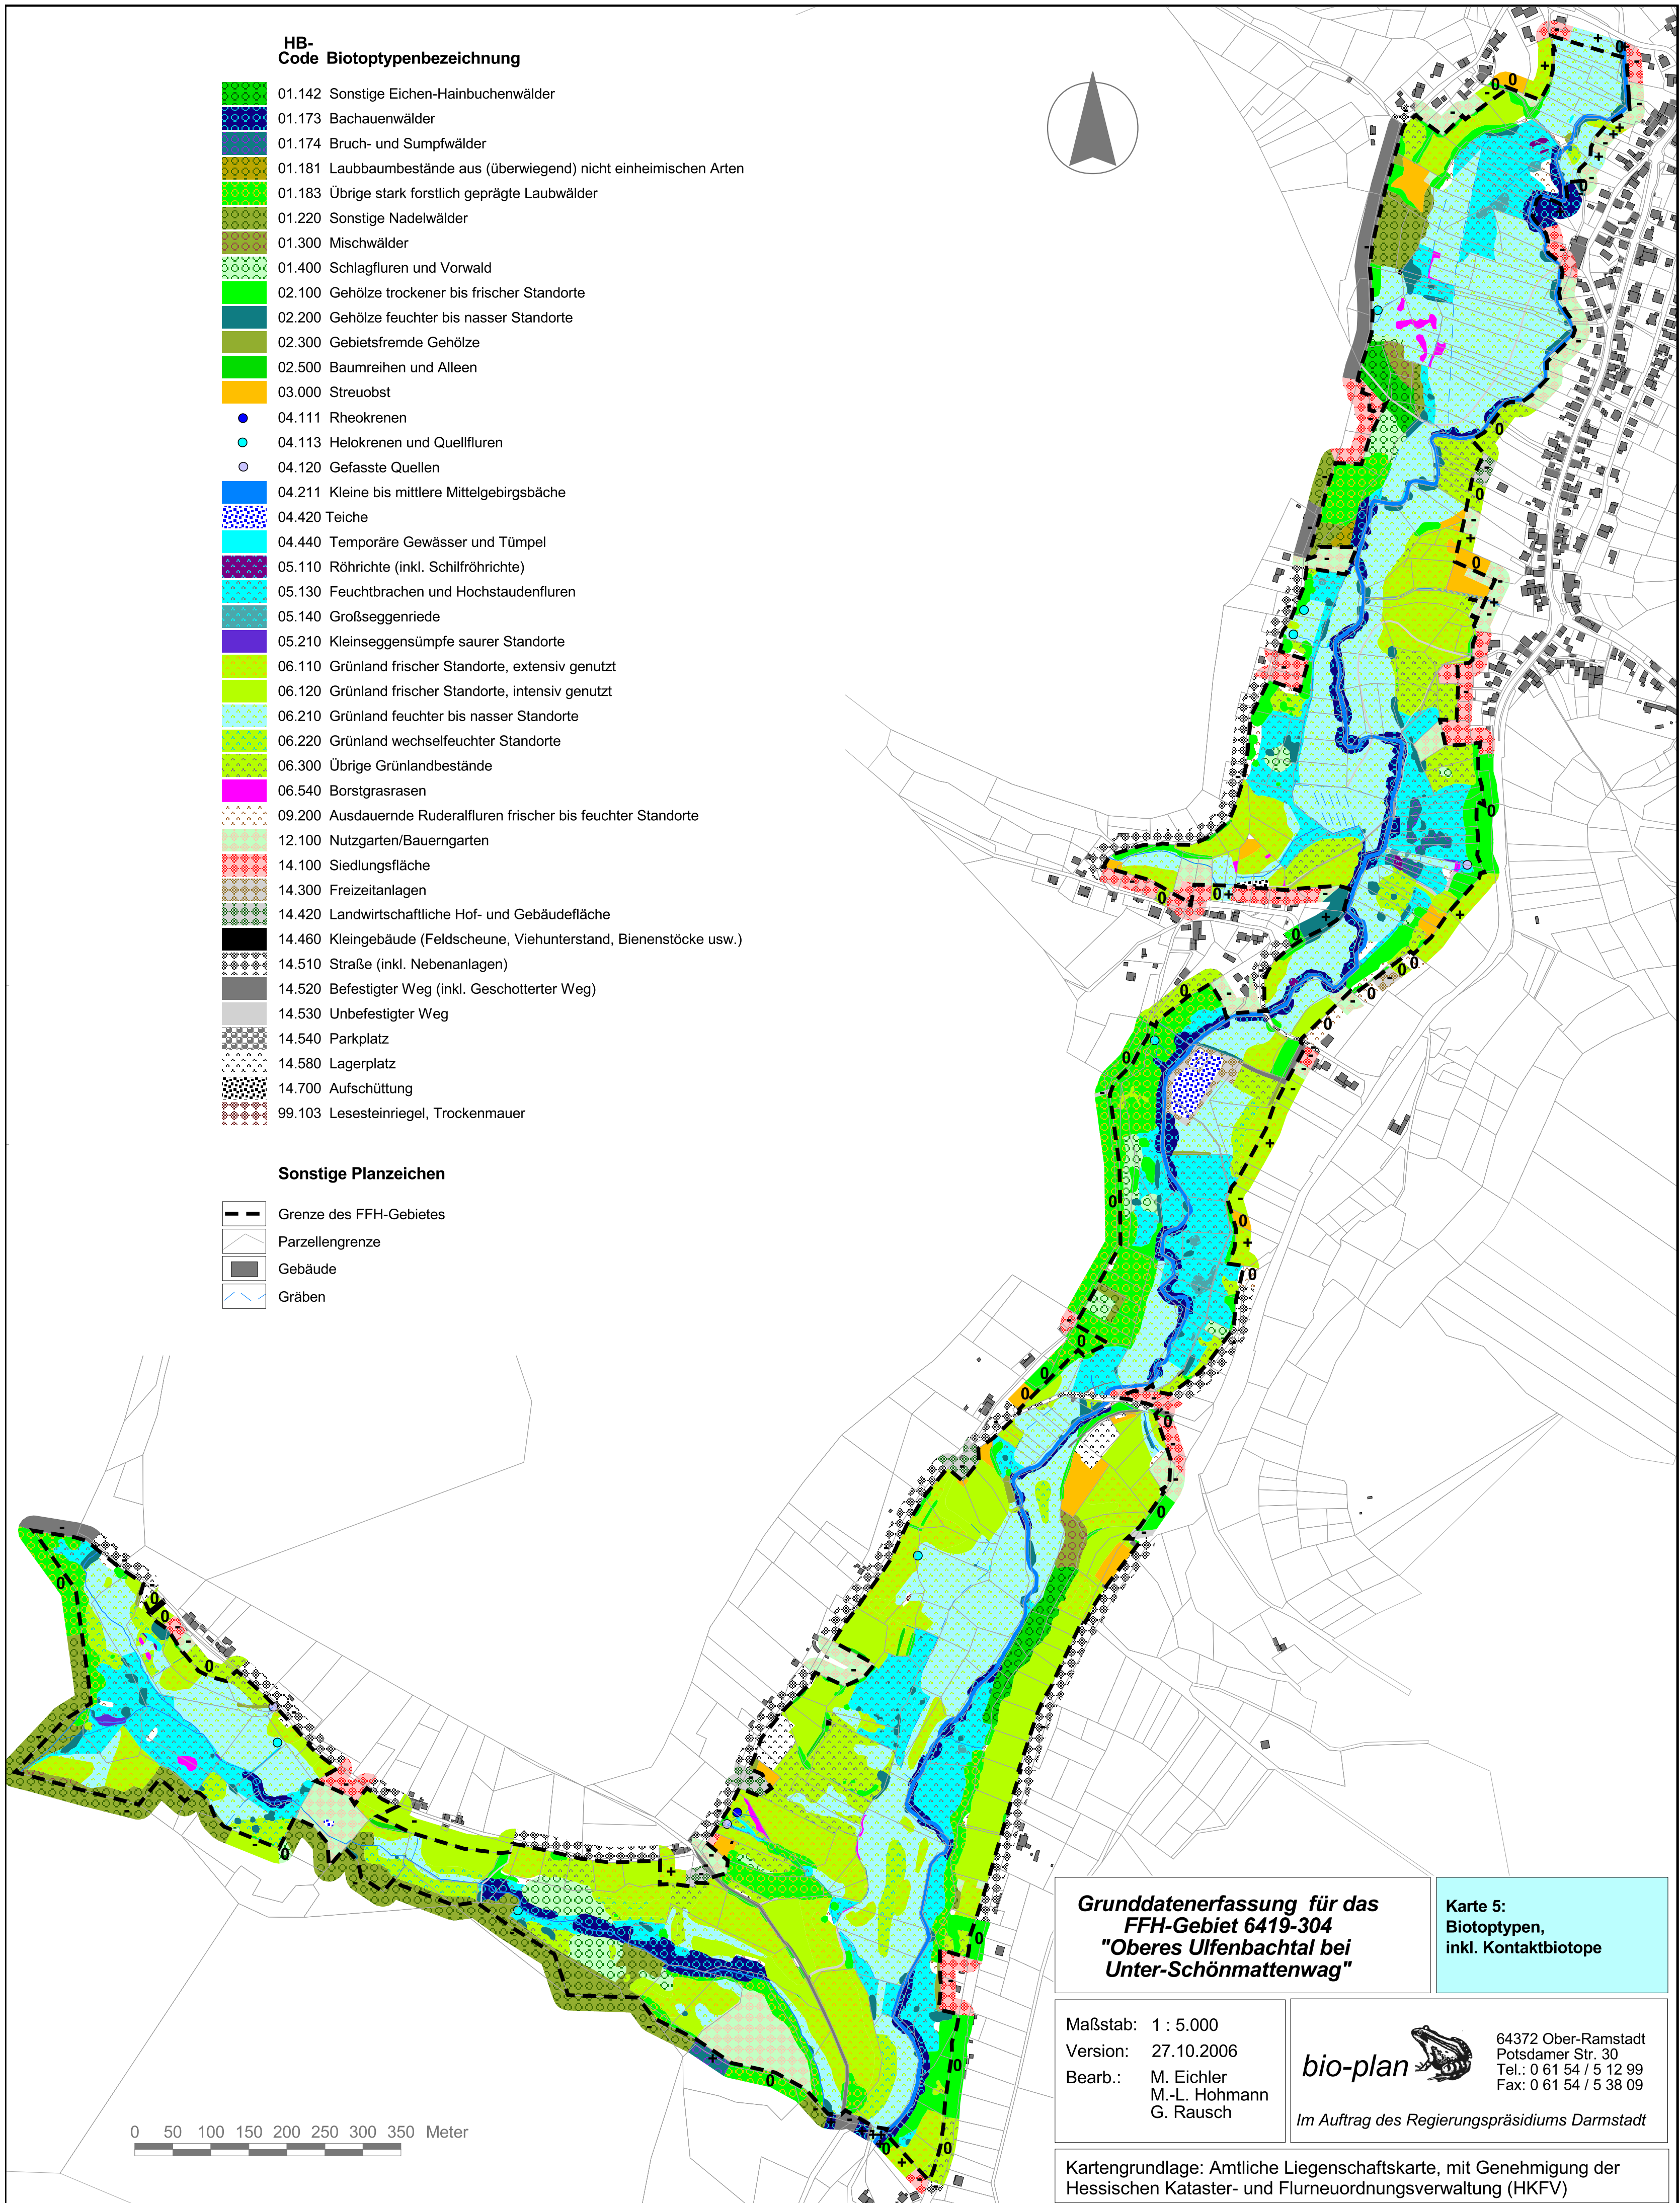 HB-
Code Biotoptypenbezeichnung
01.142 Sonstige Eichen-Hainbuchenwälder
01.173 Bachauenwälder
01.174 Bruch- und Sumpfwälder
01.181 Laubbaumbestände aus (überwiegend) nicht einheimischen Arten
01.183 Übrige stark forstlich geprägte Laubwälder
01.220 Sonstige Nadelwälder
01.300 Mischwälder
01.400 Schlagfluren und Vorwald
02.100 Gehölze trockener bis frischer Standorte
02.200 Gehölze feuchter bis nasser Standorte
02.300 Gebietsfremde Gehölze
02.500 Baumreihen und Alleen
03.000 Streuobst
04.111 Rheokrenen
04.113 Helokrenen und Quellfluren
04.120 Gefasste Quellen
04.211 Kleine bis mittlere Mittelgebirgsbäche
04.420 Teiche
04.440 Temporäre Gewässer und Tümpel
05.110 Röhrichte (inkl. Schilfröhrichte)
05.130 Feuchtbrachen und Hochstaudenfluren
05.140 Großseggenriede
05.210 Kleinseggensümpfe saurer Standorte
06.110 Grünland frischer Standorte, extensiv genutzt
06.120 Grünland frischer Standorte, intensiv genutzt
06.210 Grünland feuchter bis nasser Standorte
06.220 Grünland wechselfeuchter Standorte
06.300 Übrige Grünlandbestände
06.540 Borstgrasrasen
09.200 Ausdauernde Ruderalfluren frischer bis feuchter Standorte
12.100 Nutzgarten/Bauerngarten
14.100 Siedlungsfläche
14.300 Freizeitanlagen
14.420 Landwirtschaftliche Hof- und Gebäudefläche
14.460 Kleingebäude (Feldscheune, Viehunterstand, Bienenstöcke usw.)
14.510 Straße (inkl. Nebenanlagen)
14.520 Befestigter Weg (inkl. Geschotterter Weg)
14.530 Unbefestigter Weg
14.540 Parkplatz
14.580 Lagerplatz
14.700 Aufschüttung
99.103 Lesesteinriegel, Trockenmauer
Sonstige Planzeichen
Grenze des FFH-Gebietes
Parzellengrenze
Gebäude
Gräben
0 50 100 150 200 250 300 350 Meter
Grunddatenerfassung für das
FFH-Gebiet 6419-304
"Oberes Ulfenbachtal bei
Unter-Schönmattenwag"
Karte 5:
Biotoptypen,
inkl. Kontaktbiotope
Maßstab: 1 : 5.000
Version: 27.10.2006
Bearb.: M. Eichler
M.-L. Hohmann
G. Rausch
bio-plan
64372 Ober-Ramstadt
Potsdamer Str. 30
Tel.: 0 61 54 / 5 12 99
Fax: 0 61 54 / 5 38 09
Im Auftrag des Regierungspräsidiums Darmstadt
Kartengrundlage: Amtliche Liegenschaftskarte, mit Genehmigung der
Hessischen Kataster- und Flurneuordnungsverwaltung (HKFV)